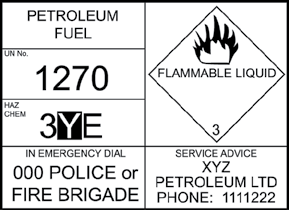 PETROLEUM
FUEL
UN No.
1270
HAZ
CHEM
3YE
FLAMMABLE LIQUID
3
IN EMERGENCY DIAL
000 POLICE or
FIRE BRIGADE
SERVICE ADVICE
XYZ
PETROLEUM LTD
PHONE: 1111222